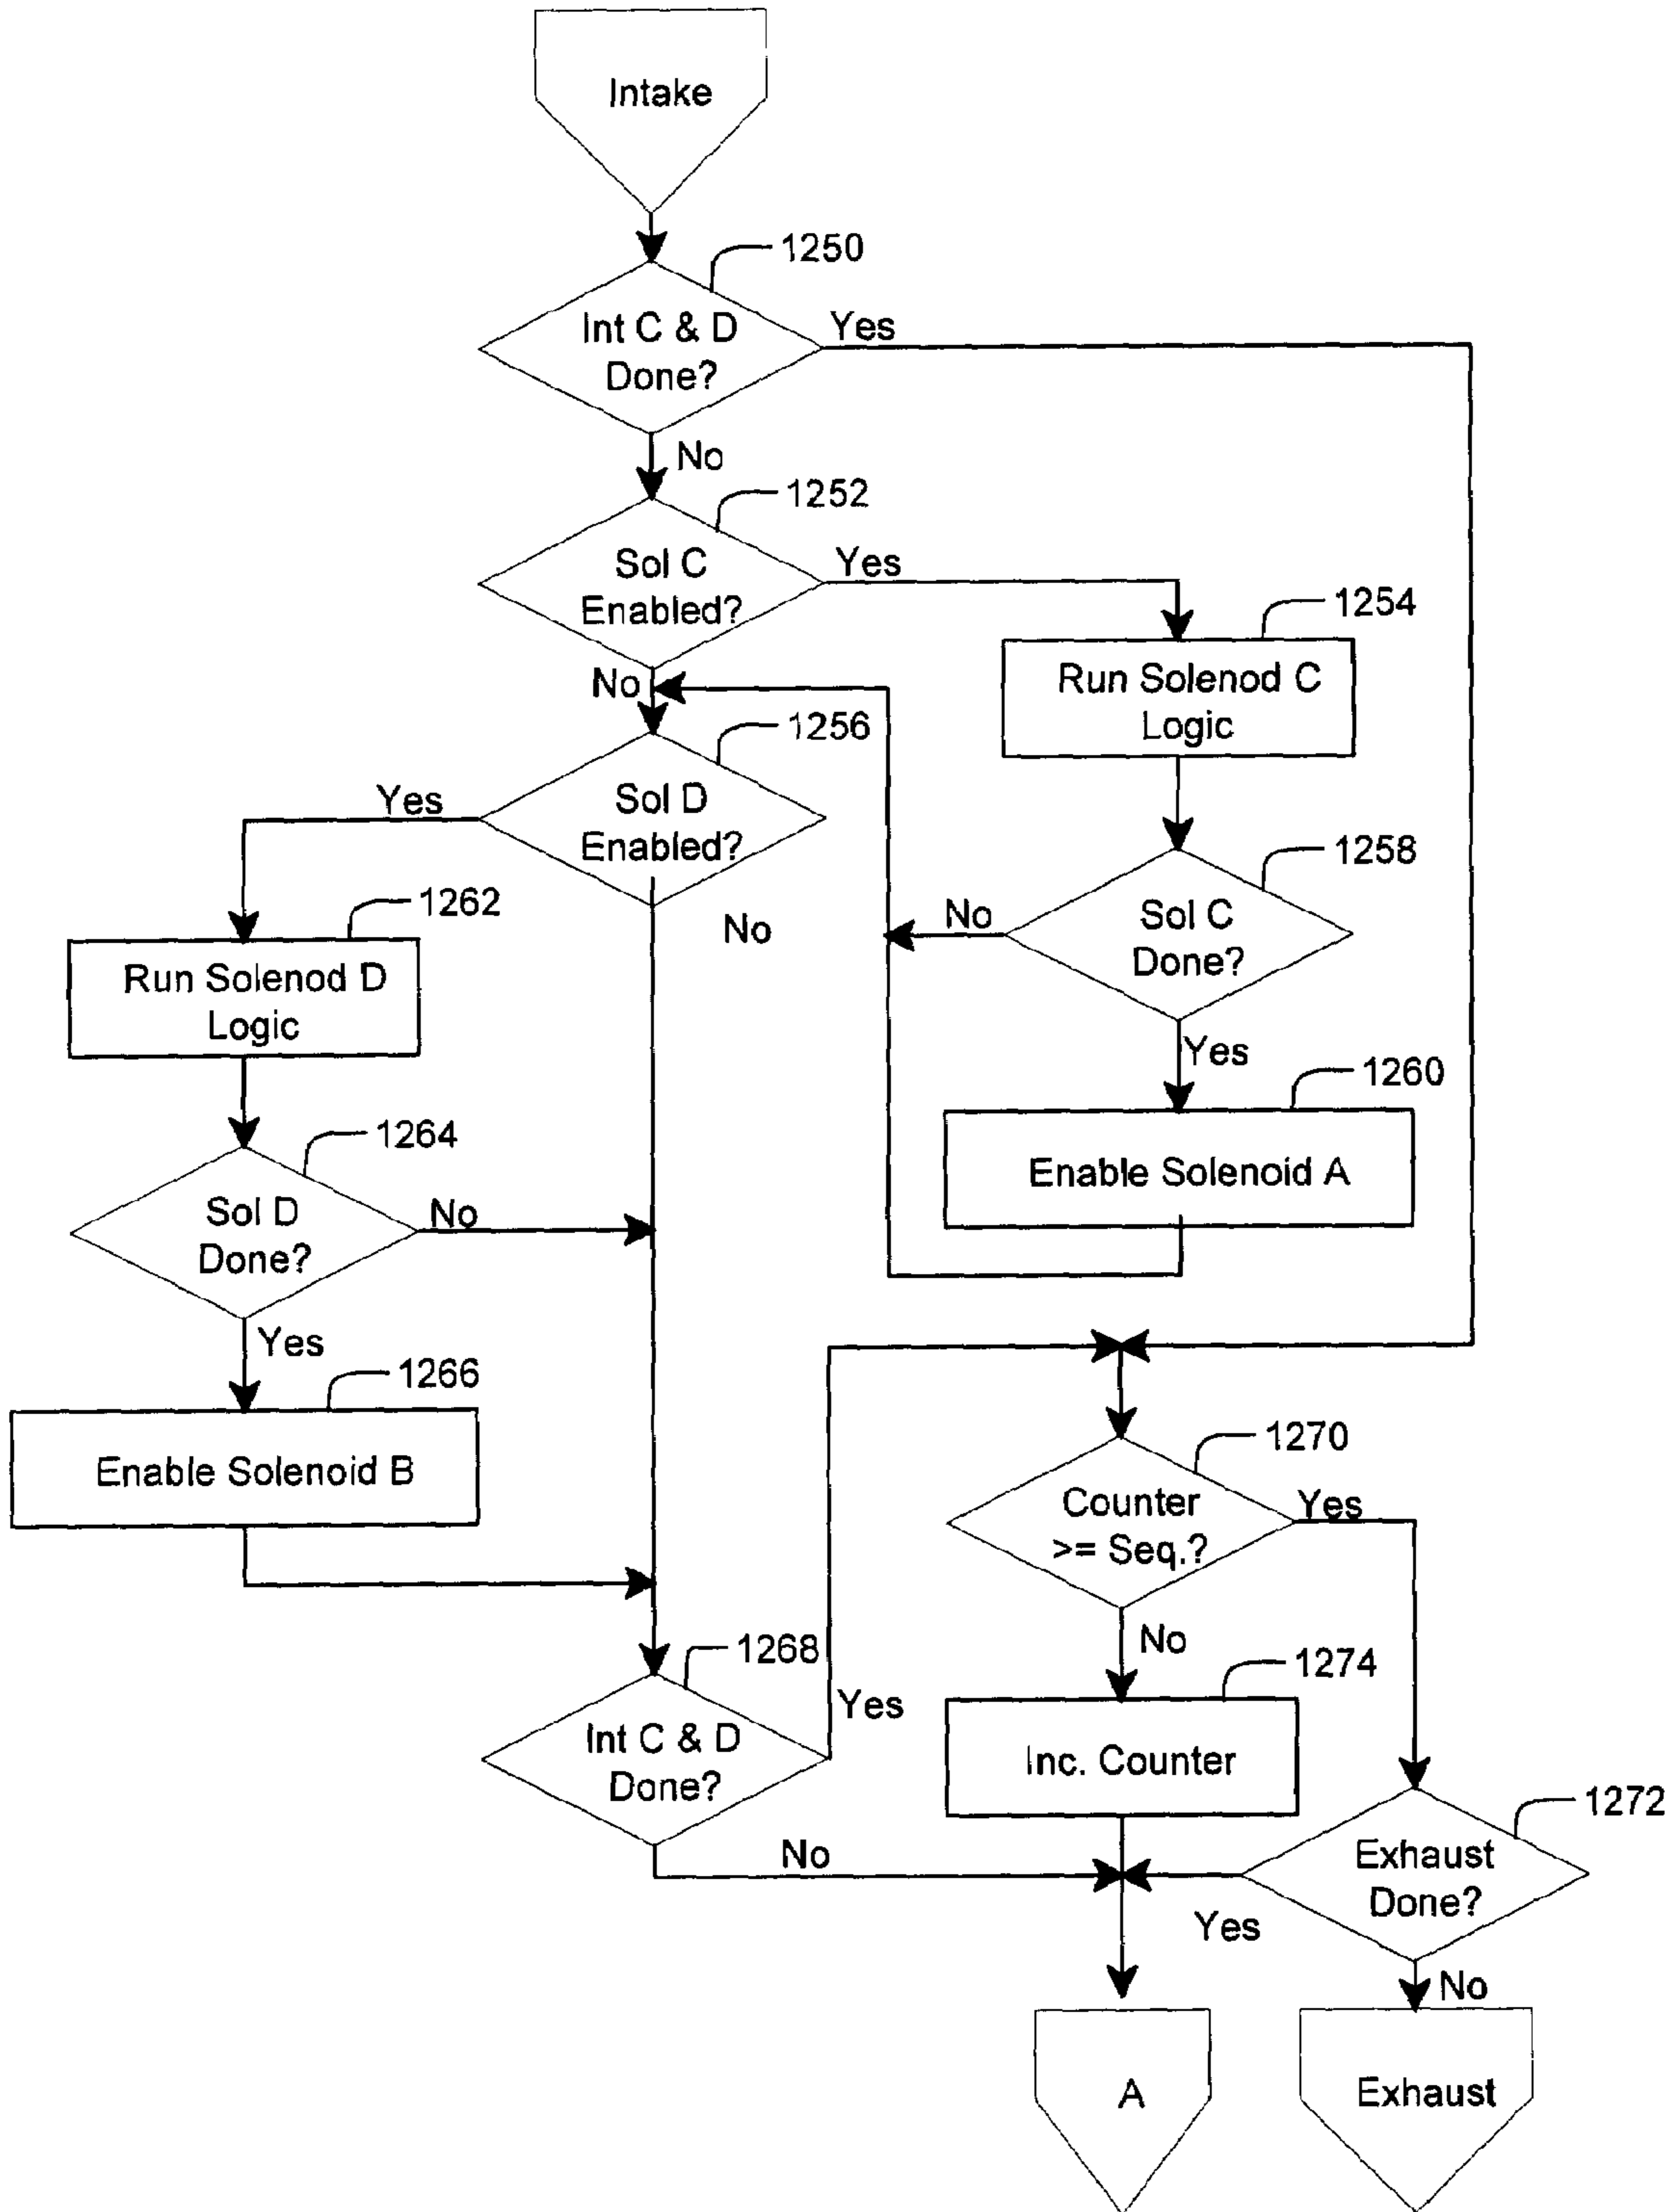 Intake
1250
Int C & D
Done?
Yes
No
1252
Sol C
Enabled?
Yes
1254
Run Solenod C
Logic
No
1256
Sol D
Enabled?
Yes
No
1258
Sol C
Done?
No
Yes
1262
Run Solenod D
Logic
1260
Enable Solenoid A
1264
Sol D
Done?
No
Yes
1266
Enable Solenoid B
1270
Counter
>= Seq.?
Yes
No
1268
Int C & D
Done?
Yes
No
1274
Inc. Counter
1272
Exhaust
Done?
Yes
No
A
Exhaust